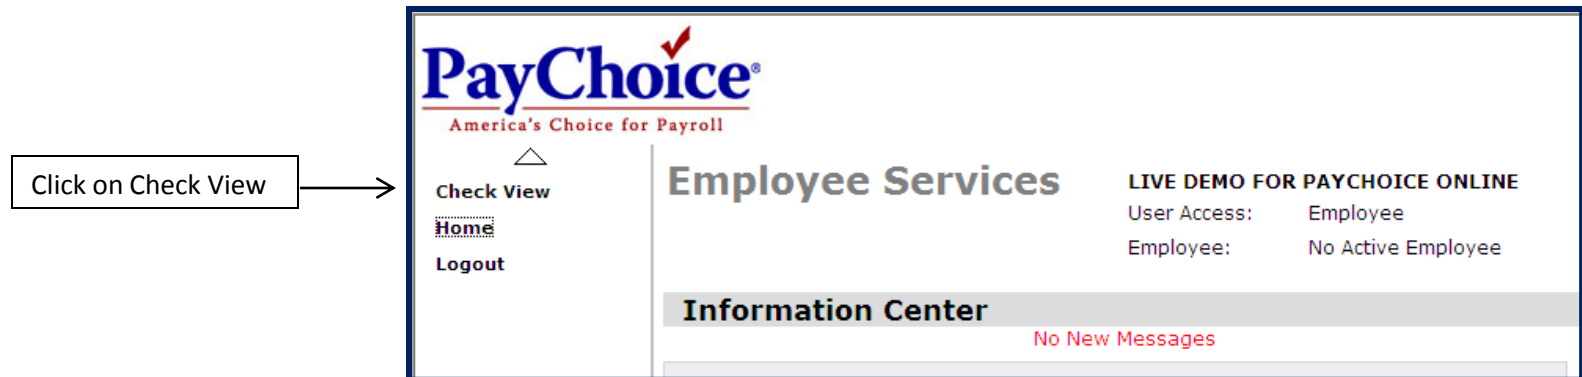 PayChoice®
America's Choice for Payroll
Click on Check View
Check View
Home
Logout
Employee Services
LIVE DEMO FOR PAYCHOICE ONLINE
User Access: Employee
Employee: No Active Employee
Information Center
No New Messages